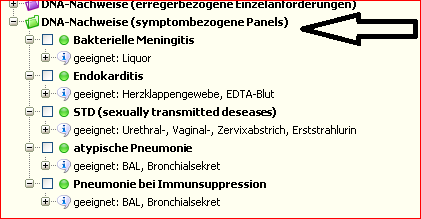 DNA-Nachweise (erregerbezogene Einzelanforderungen)
DNA-Nachweise (symptombezogene Panels)
Bakterielle Meningitis
geeignet: Liquor
Endokarditis
geeignet: Herzklappengewebe, EDTA-Blut
STD (sexually transmitted deseases)
geeignet: Urethral-, Vaginal-, Zervixabstrich, Erststrahlurin
atypische Pneumonie
geeignet: BAL, Bronchialsekret
Pneumonie bei Immunsuppression
geeignet: BAL, Bronchialsekret